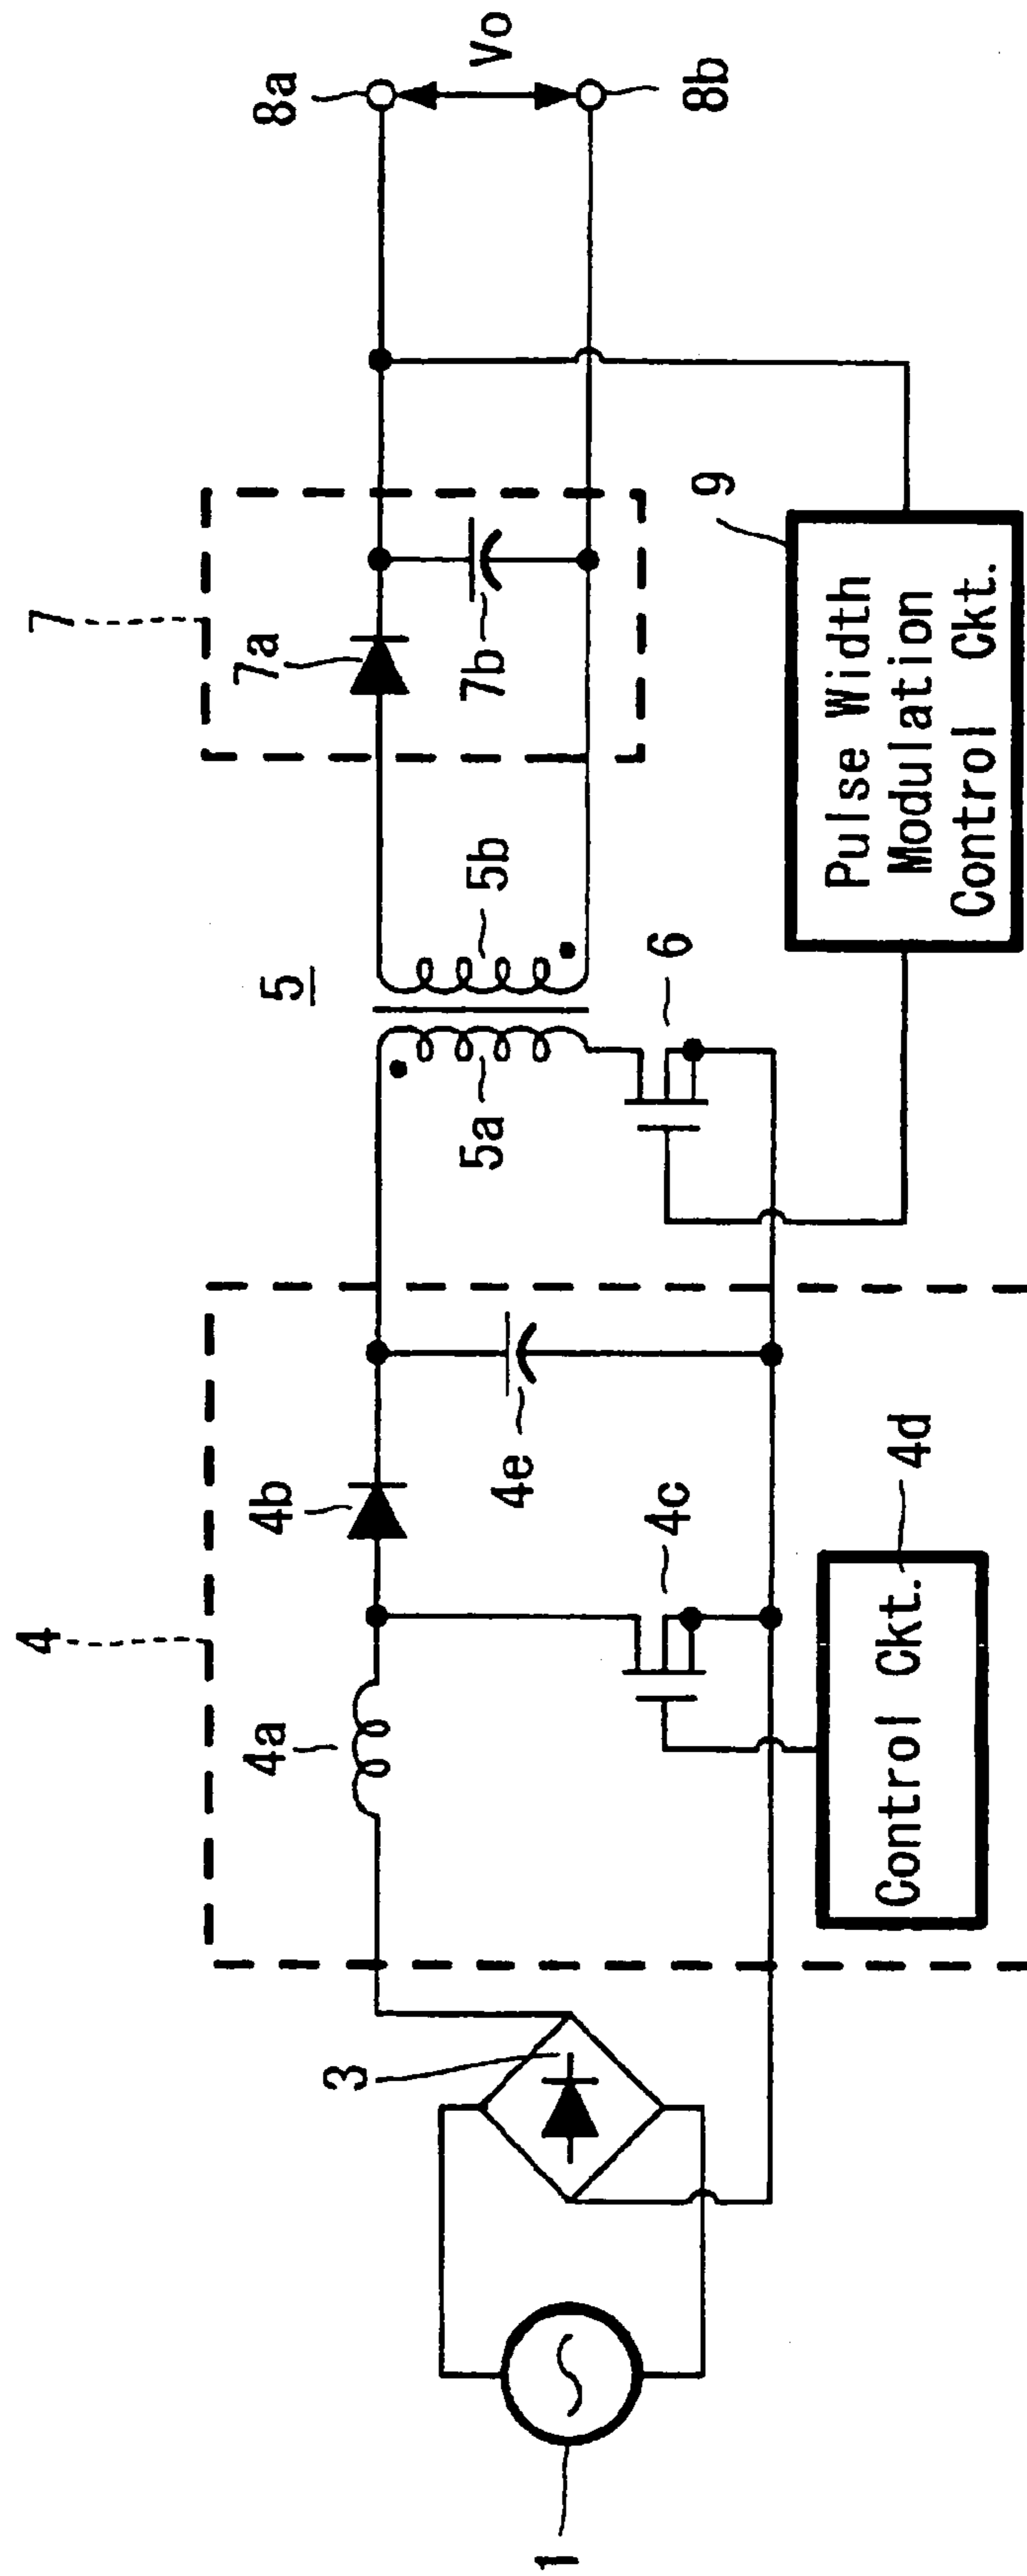 4
7
4a
4b
5
7a
8a
3
4e
5a
5b
7b
Vo
4c
6
9
8b
1
Control Ckt.
4d
Pulse Width
Modulation
Control Ckt.